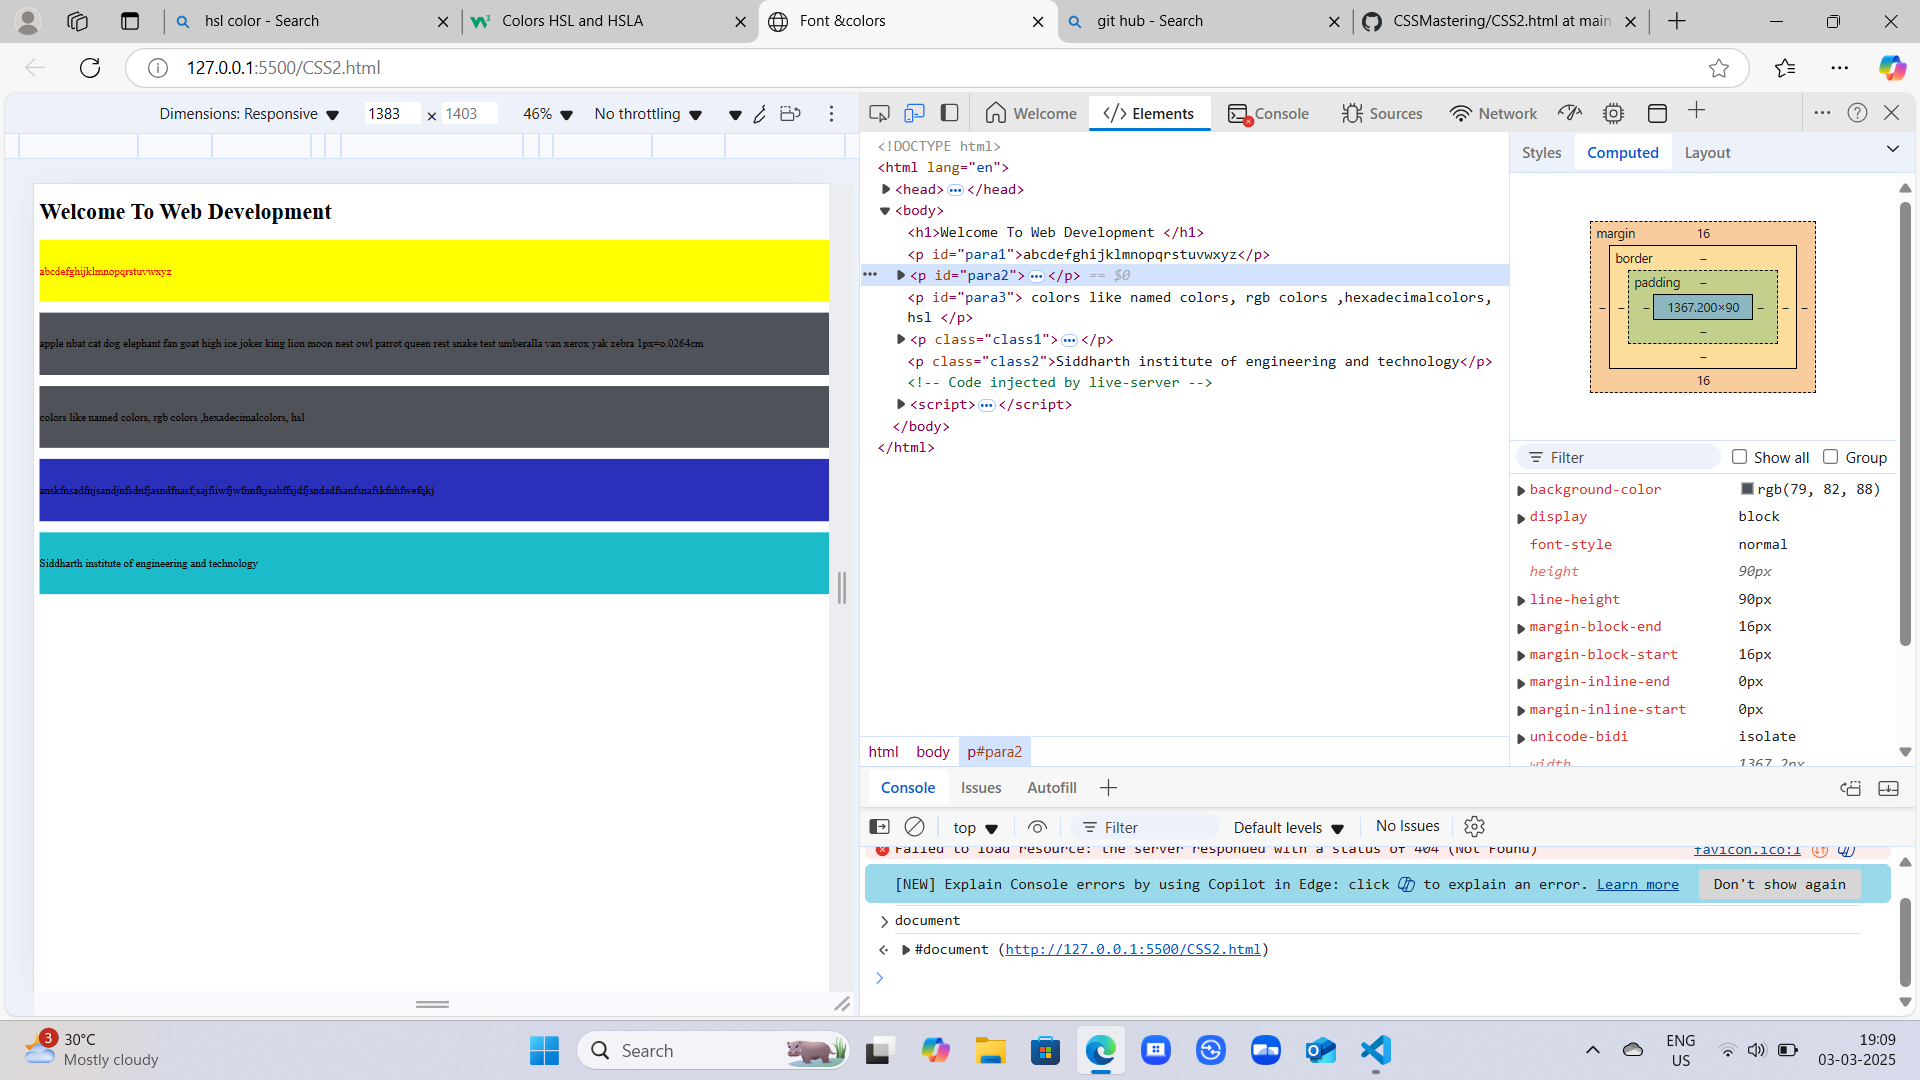 hsl color - Search
Colors HSL and HSLA
Font &colors
git hub - Search
CSSMastering/CSS2.html at main
127.0.0.1:5500/CSS2.html
Dimensions: Responsive
1383 × 1403
46%
No throttling
Welcome
Elements
Console
Sources
Network
Welcome To Web Development
abcdefghijklmnopqrstuvwxyz
apple nbat cat dog elephant fan goat high ice joker king lion moon nest owl parrot queen rest snake test umberalla van xerox yak zebra 1px=o.0264cm
colors like named colors, rgb colors ,hexadecimalcolors, hsl
Siddharth institute of engineering and technology
<!DOCTYPE html>
<html lang="en">
<head> ••• </head>
<body>
<h1>Welcome To Web Development </h1>
<p id="para1">abcdefghijklmnopqrstuvwxyz</p>
••• <p id="para2"> ••• </p> == $0
<p id="para3"> colors like named colors, rgb colors ,hexadecimalcolors,
hsl </p>
<p class="class1"> ••• </p>
<p class="class2">Siddharth institute of engineering and technology</p>
<!-- Code injected by live-server -->
<script> ••• </script>
</body>
</html>
html body p#para2
Styles
Computed
Layout
margin 16
border –
padding –
– – – 1367.200×90 – – –
–
–
16
Filter
Show all
Group
background-color rgb(79, 82, 88)
display block
font-style normal
height 90px
line-height 90px
margin-block-end 16px
margin-block-start 16px
margin-inline-end 0px
margin-inline-start 0px
unicode-bidi isolate
width 1367.2px
Console
Issues
Autofill
top
Filter
Default levels
No Issues
Failed to load resource: the server responded with a status of 404 (Not Found) favicon.ico:1
[NEW] Explain Console errors by using Copilot in Edge: click to explain an error. Learn more
Don't show again
document
#document (http://127.0.0.1:5500/CSS2.html)
3
30°C
Mostly cloudy
Search
ENG
US
19:09
03-03-2025